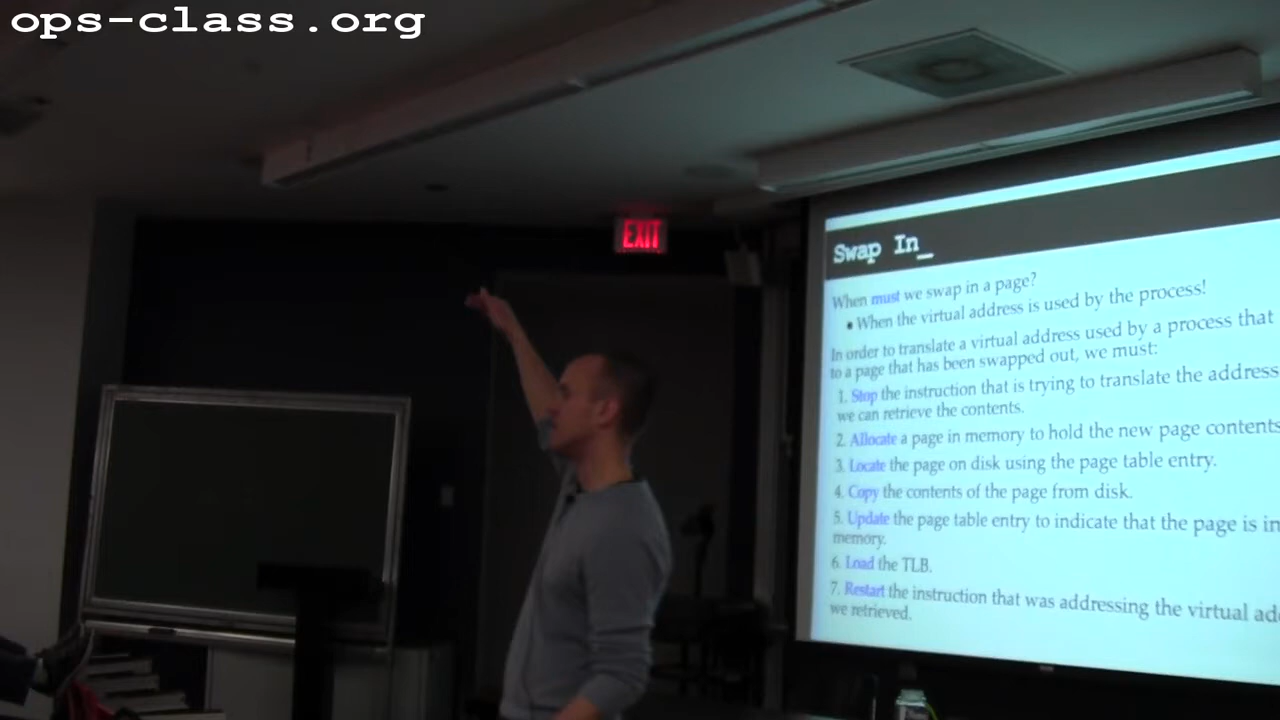 ops-class.org
EXIT
Swap In_
When must we swap in a page?
• When the virtual address is used by the process!
In order to translate a virtual address used by a process that
to a page that has been swapped out, we must:
1. Stop the instruction that is trying to translate the address
we can retrieve the contents.
2. Allocate a page in memory to hold the new page contents
3. Locate the page on disk using the page table entry.
4. Copy the contents of the page from disk.
5. Update the page table entry to indicate that the page is in
memory.
6. Load the TLB.
7. Restart the instruction that was addressing the virtual add
we retrieved.